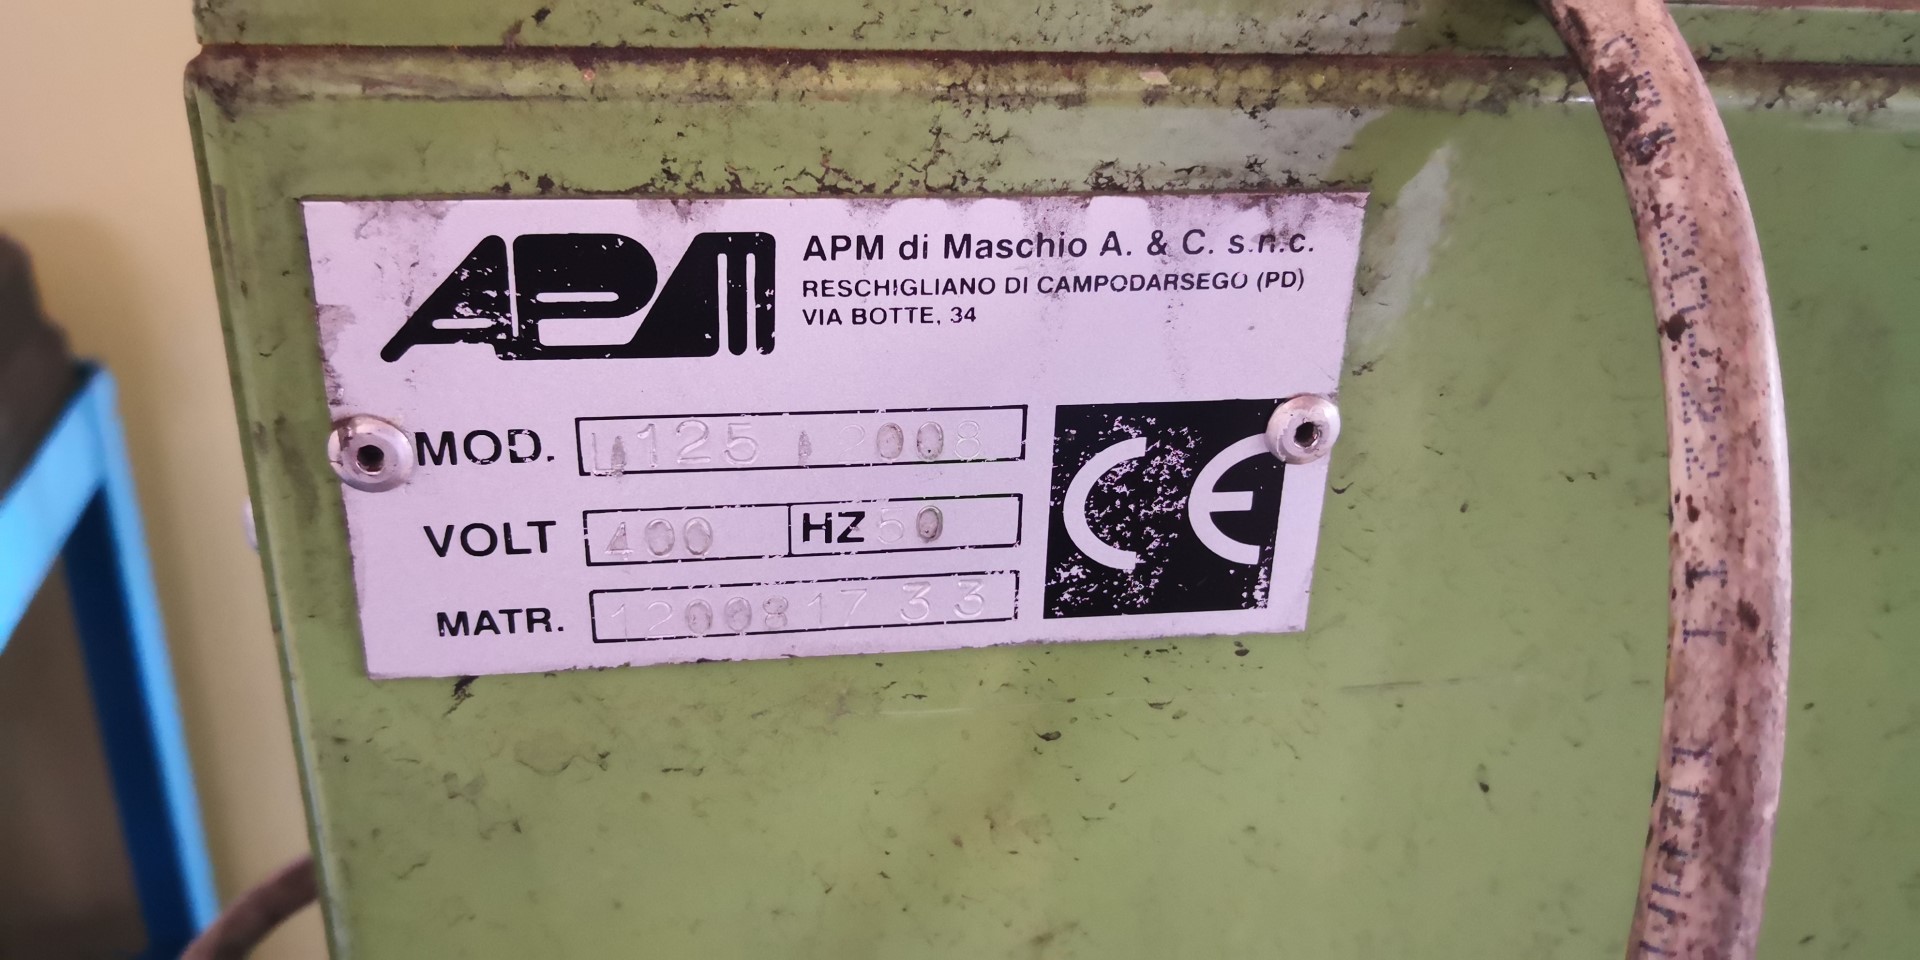 APM
APM di Maschio A. & C. s.n.c.
RESCHIGLIANO DI CAMPODARSEGO (PD)
VIA BOTTE, 34
MOD. 125 2008
VOLT 400 HZ 50
MATR. 1200817 33
CE